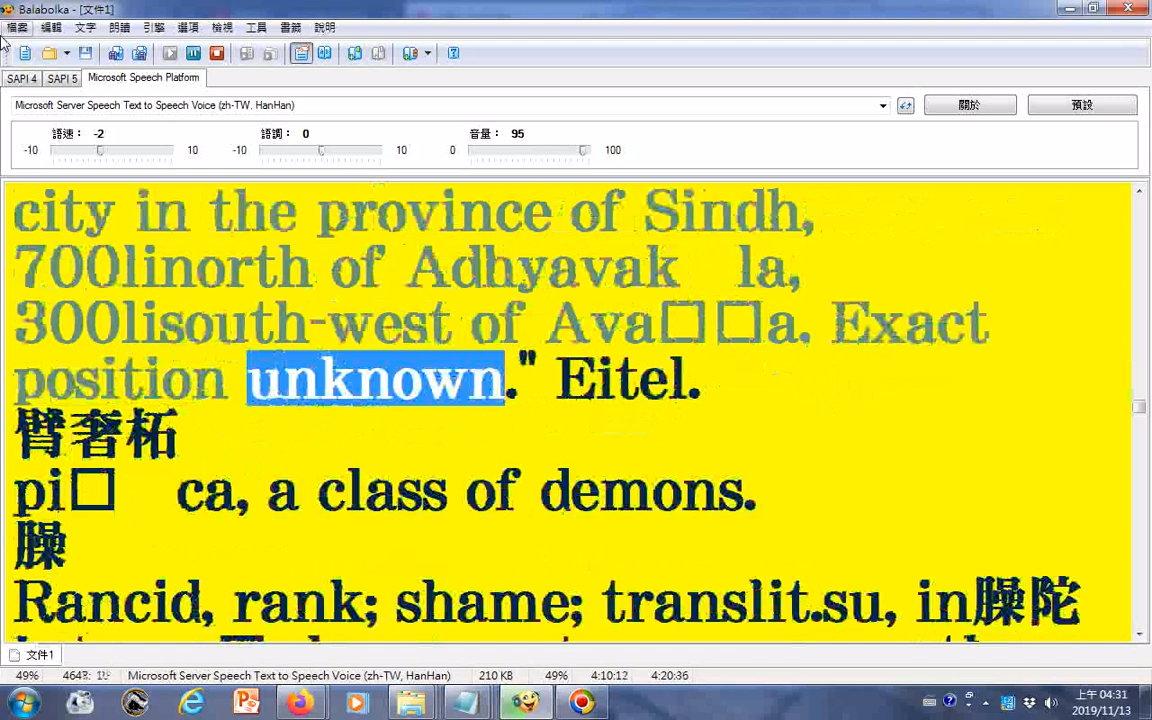 Balabolka - [文件1]
檔案 編輯 文字 朗讀 引擎 選項 檢視 工具 書籤 說明
SAPI 4 SAPI 5 Microsoft Speech Platform
Microsoft Server Speech Text to Speech Voice (zh-TW, HanHan) 關於 預設
語速： -2 語調： 0 音量： 95
-10 10 -10 10 0 100
city in the province of Sindh,
700linorth of Adhyavak la,
300lisouth-west of Ava□□a. Exact
position unknown." Eitel.
臂奢柘
pi□ ca, a class of demons.
臊
Rancid, rank; shame; translit.su, in臊陀
文件1
49% Microsoft Server Speech Text to Speech Voice (zh-TW, HanHan) 210 KB 49% 4:10:12 4:20:36
上午 04:31
2019/11/13